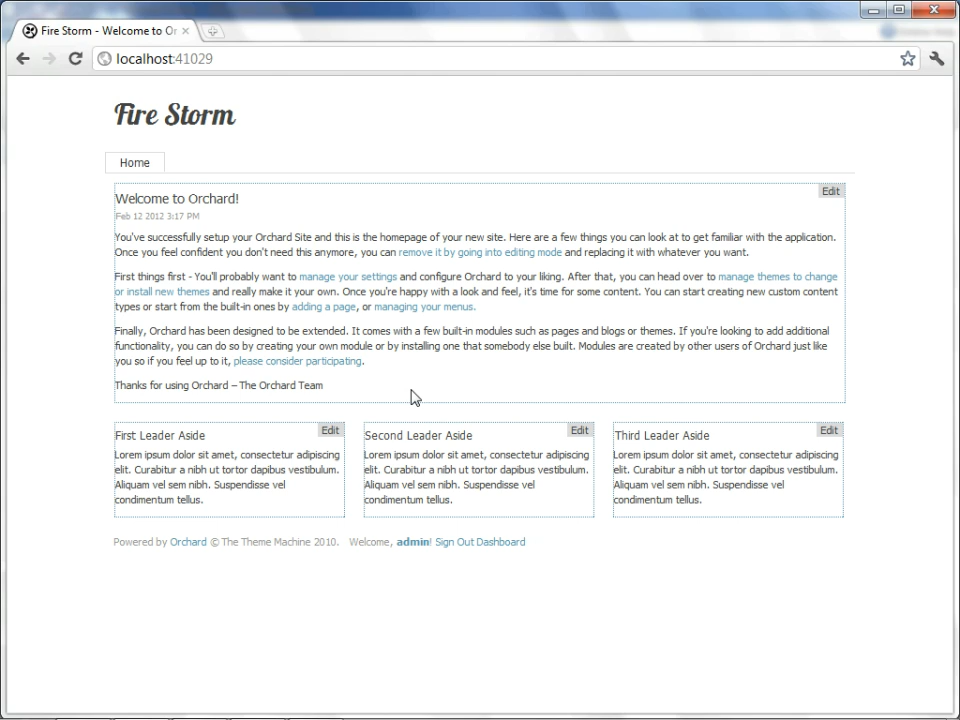 Fire Storm - Welcome to Or
localhost:41029
Fire Storm
Home
Edit
Welcome to Orchard!
Feb 12 2012 3:17 PM
You've successfully setup your Orchard Site and this is the homepage of your new site. Here are a few things you can look at to get familiar with the application.
Once you feel confident you don't need this anymore, you can remove it by going into editing mode and replacing it with whatever you want.
First things first - You'll probably want to manage your settings and configure Orchard to your liking. After that, you can head over to manage themes to change
or install new themes and really make it your own. Once you're happy with a look and feel, it's time for some content. You can start creating new custom content
types or start from the built-in ones by adding a page, or managing your menus.
Finally, Orchard has been designed to be extended. It comes with a few built-in modules such as pages and blogs or themes. If you're looking to add additional
functionality, you can do so by creating your own module or by installing one that somebody else built. Modules are created by other users of Orchard just like
you so if you feel up to it, please consider participating.
Thanks for using Orchard – The Orchard Team
Edit
First Leader Aside
Lorem ipsum dolor sit amet, consectetur adipiscing
elit. Curabitur a nibh ut tortor dapibus vestibulum.
Aliquam vel sem nibh. Suspendisse vel
condimentum tellus.
Edit
Second Leader Aside
Lorem ipsum dolor sit amet, consectetur adipiscing
elit. Curabitur a nibh ut tortor dapibus vestibulum.
Aliquam vel sem nibh. Suspendisse vel
condimentum tellus.
Edit
Third Leader Aside
Lorem ipsum dolor sit amet, consectetur adipiscing
elit. Curabitur a nibh ut tortor dapibus vestibulum.
Aliquam vel sem nibh. Suspendisse vel
condimentum tellus.
Powered by Orchard © The Theme Machine 2010. Welcome, admin! Sign Out Dashboard